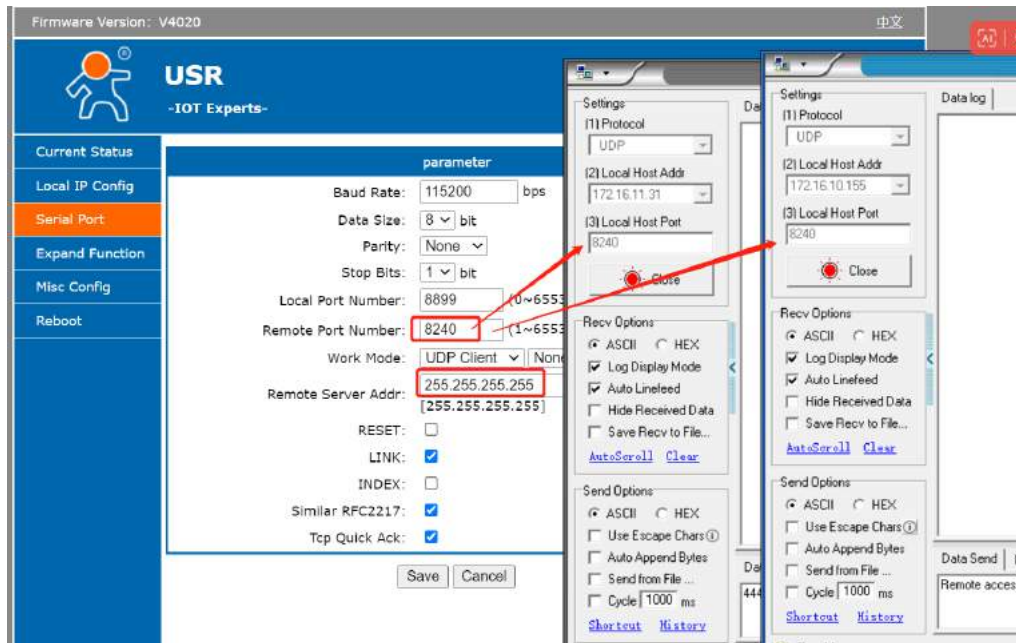 Firmware Version: V4020
中文
USR
-IOT Experts-
Current Status
Local IP Config
Serial Port
Expand Function
Misc Config
Reboot
parameter
Baud Rate: 115200 bps
Data Size: 8 bit
Parity: None
Stop Bits: 1 bit
Local Port Number: 8899 (0~6553
Remote Port Number: 8240 (1~6553
Work Mode: UDP Client None
Remote Server Addr: 255.255.255.255
[255.255.255.255]
RESET:
LINK:
INDEX:
Similar RFC2217:
Tcp Quick Ack:
Save Cancel
Settings
(1) Protocol
UDP
(2) Local Host Addr
172.16.11.31
(3) Local Host Port
8240
Close
Recv Options
ASCII HEX
Log Display Mode
Auto Linefeed
Hide Received Data
Save Recv to File...
AutoScroll Clear
Send Options
ASCII HEX
Use Escape Chars
Auto Append Bytes
Send from File ...
Cycle 1000 ms
Shortcut History
Da
Da
444
Settings
(1) Protocol
UDP
(2) Local Host Addr
172.16.10.155
(3) Local Host Port
8240
Close
Recv Options
ASCII HEX
Log Display Mode
Auto Linefeed
Hide Received Data
Save Recv to File...
AutoScroll Clear
Send Options
ASCII HEX
Use Escape Chars
Auto Append Bytes
Send from File ...
Cycle 1000 ms
Shortcut History
Data log
Data Send
Remote acces